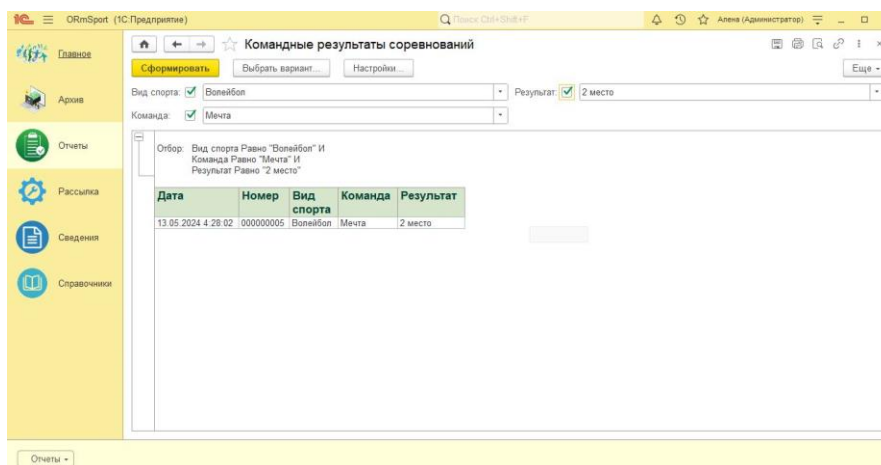 1С ORmSport (1С:Предприятие) Поиск Ctrl+Shift+F Алена (Администратор)
Главное
Архив
Отчеты
Рассылка
Сведения
Справочники
Командные результаты соревнований
Сформировать Выбрать вариант... Настройки... Еще
Вид спорта: Волейбол Результат: 2 место
Команда: Мечта
Отбор: Вид спорта Равно "Волейбол" И
Команда Равно "Мечта" И
Результат Равно "2 место"
Дата Номер Вид спорта Команда Результат
13.05.2024 4:28:02 000000005 Волейбол Мечта 2 место
Отчеты